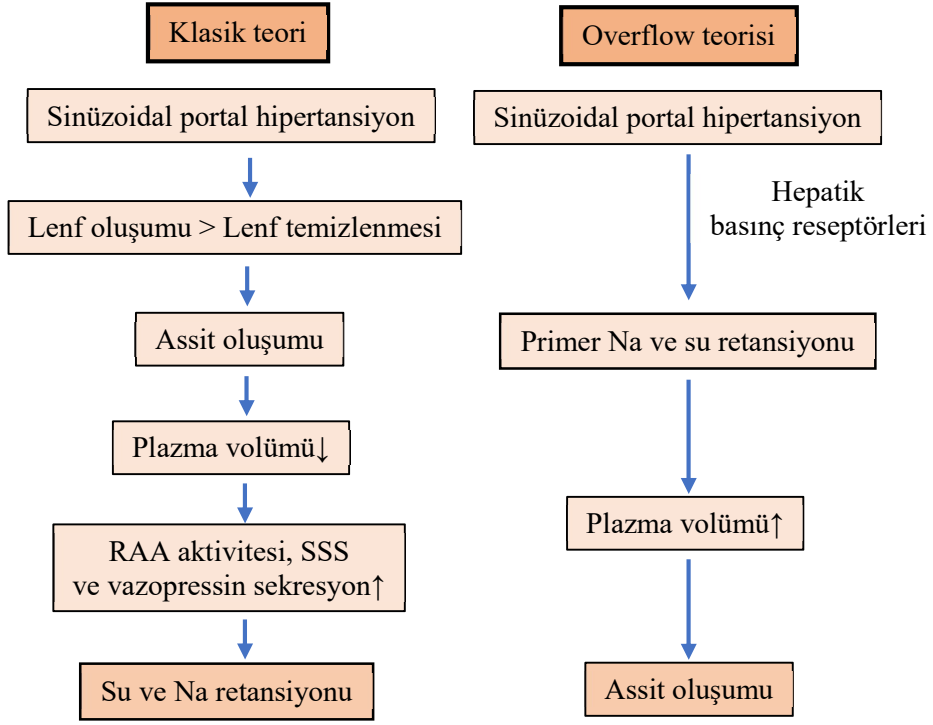 Klasik teori
Sinüzoidal portal hipertansiyon
Lenf oluşumu > Lenf temizlenmesi
Assit oluşumu
Plazma volümü↓
RAA aktivitesi, SSS
ve vazopressin sekresyon↑
Su ve Na retansiyonu
Overflow teorisi
Sinüzoidal portal hipertansiyon
Hepatik
basınç reseptörleri
Primer Na ve su retansiyonu
Plazma volümü↑
Assit oluşumu